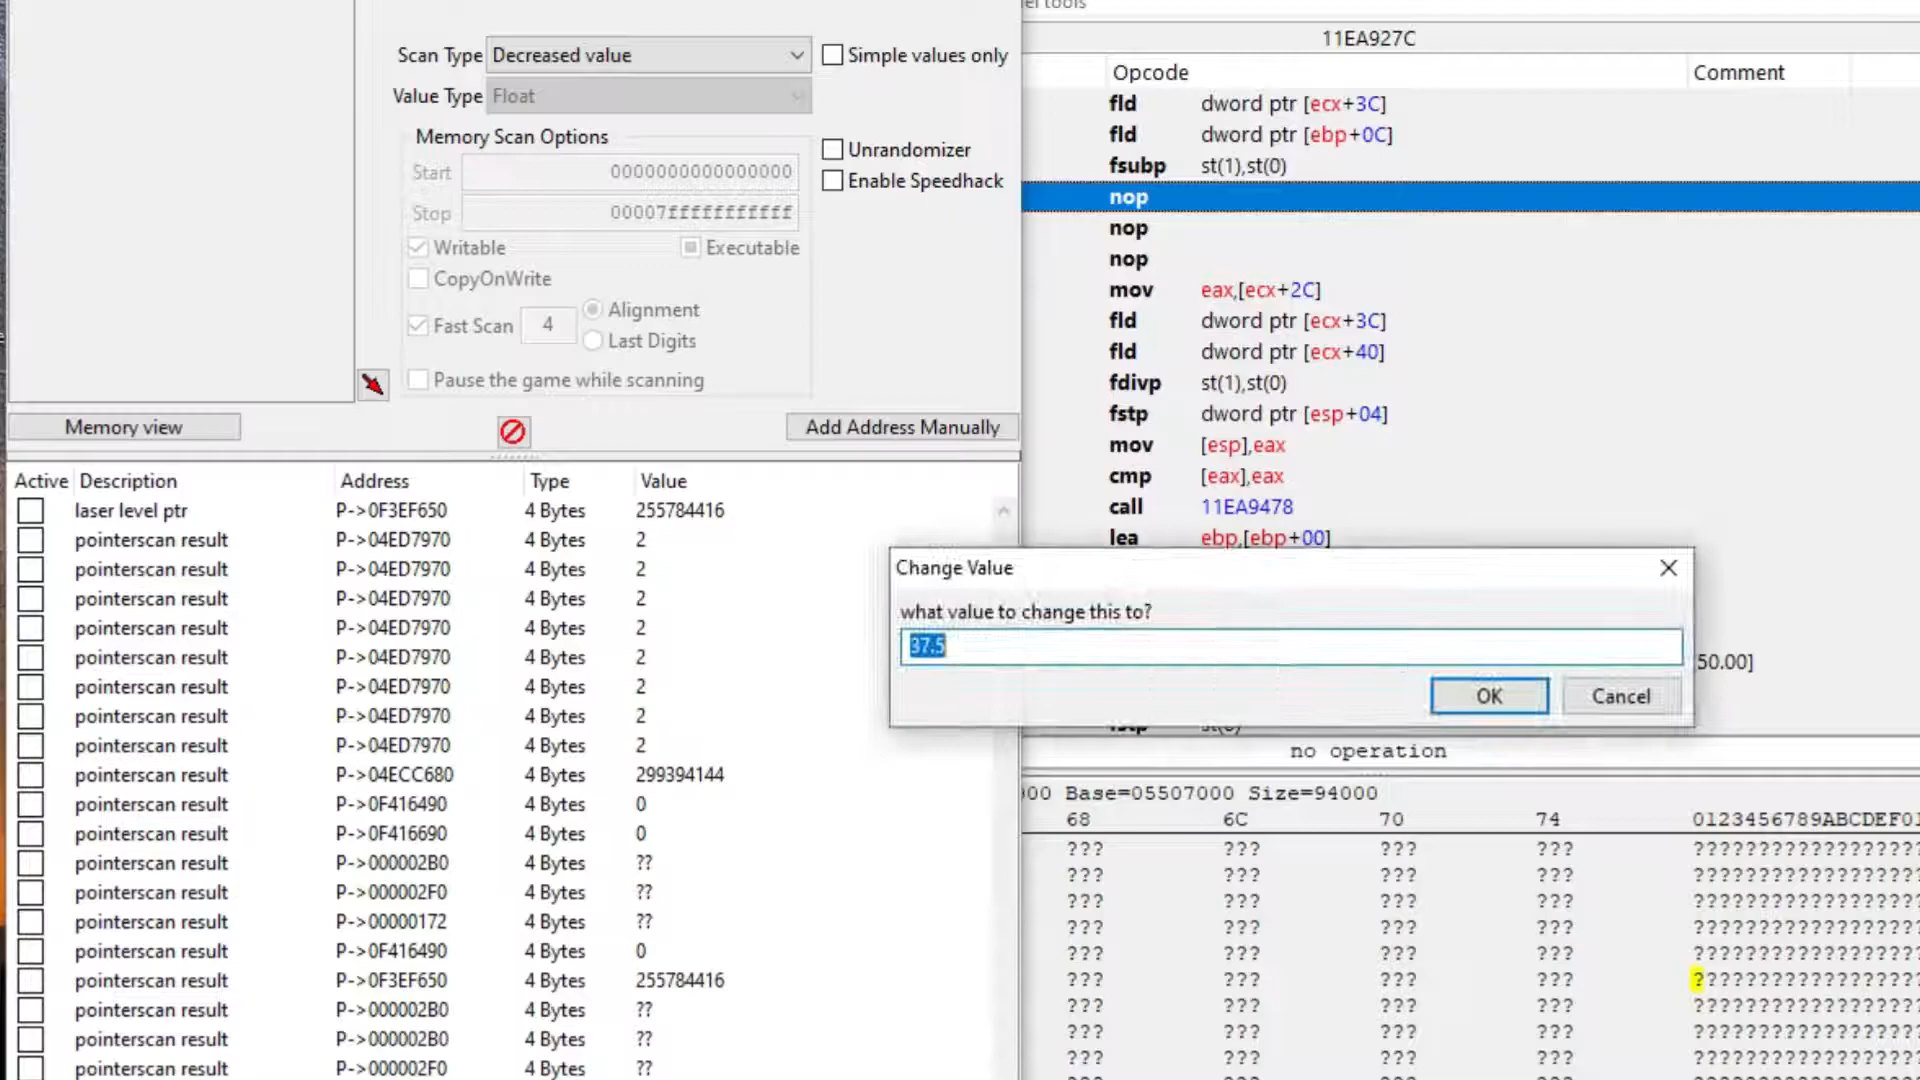 Scan Type Decreased value Simple values only
Value Type Float
Memory Scan Options
Start 0000000000000000
Stop 00007fffffffffff
Unrandomizer
Enable Speedhack
Writable Executable
CopyOnWrite
Fast Scan 4 Alignment
Last Digits
Pause the game while scanning
Memory view Add Address Manually
Active Description Address Type Value
laser level ptr P->0F3EF650 4 Bytes 255784416
pointerscan result P->04ED7970 4 Bytes 2
pointerscan result P->04ED7970 4 Bytes 2
pointerscan result P->04ED7970 4 Bytes 2
pointerscan result P->04ED7970 4 Bytes 2
pointerscan result P->04ED7970 4 Bytes 2
pointerscan result P->04ED7970 4 Bytes 2
pointerscan result P->04ED7970 4 Bytes 2
pointerscan result P->04ED7970 4 Bytes 2
pointerscan result P->04ECC680 4 Bytes 299394144
pointerscan result P->0F416490 4 Bytes 0
pointerscan result P->0F416690 4 Bytes 0
pointerscan result P->000002B0 4 Bytes ??
pointerscan result P->000002F0 4 Bytes ??
pointerscan result P->00000172 4 Bytes ??
pointerscan result P->0F416490 4 Bytes 0
pointerscan result P->0F3EF650 4 Bytes 255784416
pointerscan result P->000002B0 4 Bytes ??
pointerscan result P->000002B0 4 Bytes ??
pointerscan result P->000002F0 4 Bytes ??
tools
11EA927C
Opcode Comment
fld dword ptr [ecx+3C]
fld dword ptr [ebp+0C]
fsubp st(1),st(0)
nop
nop
nop
mov eax,[ecx+2C]
fld dword ptr [ecx+3C]
fld dword ptr [ecx+40]
fdivp st(1),st(0)
fstp dword ptr [esp+04]
mov [esp],eax
cmp [eax],eax
call 11EA9478
lea ebp,[ebp+00]
Change Value
what value to change this to?
37.5
OK Cancel
50.00]
no operation
00 Base=05507000 Size=94000
68 6C 70 74 0123456789ABCDEF01
??? ??? ??? ??? ??????????????????
??? ??? ??? ??? ??????????????????
??? ??? ??? ??? ??????????????????
??? ??? ??? ??? ??????????????????
??? ??? ??? ??? ??????????????????
??? ??? ??? ??? ??????????????????
??? ??? ??? ??? ??????????????????
??? ??? ??? ??? ??????????????????
??? ??? ??? ??? ??????????????????